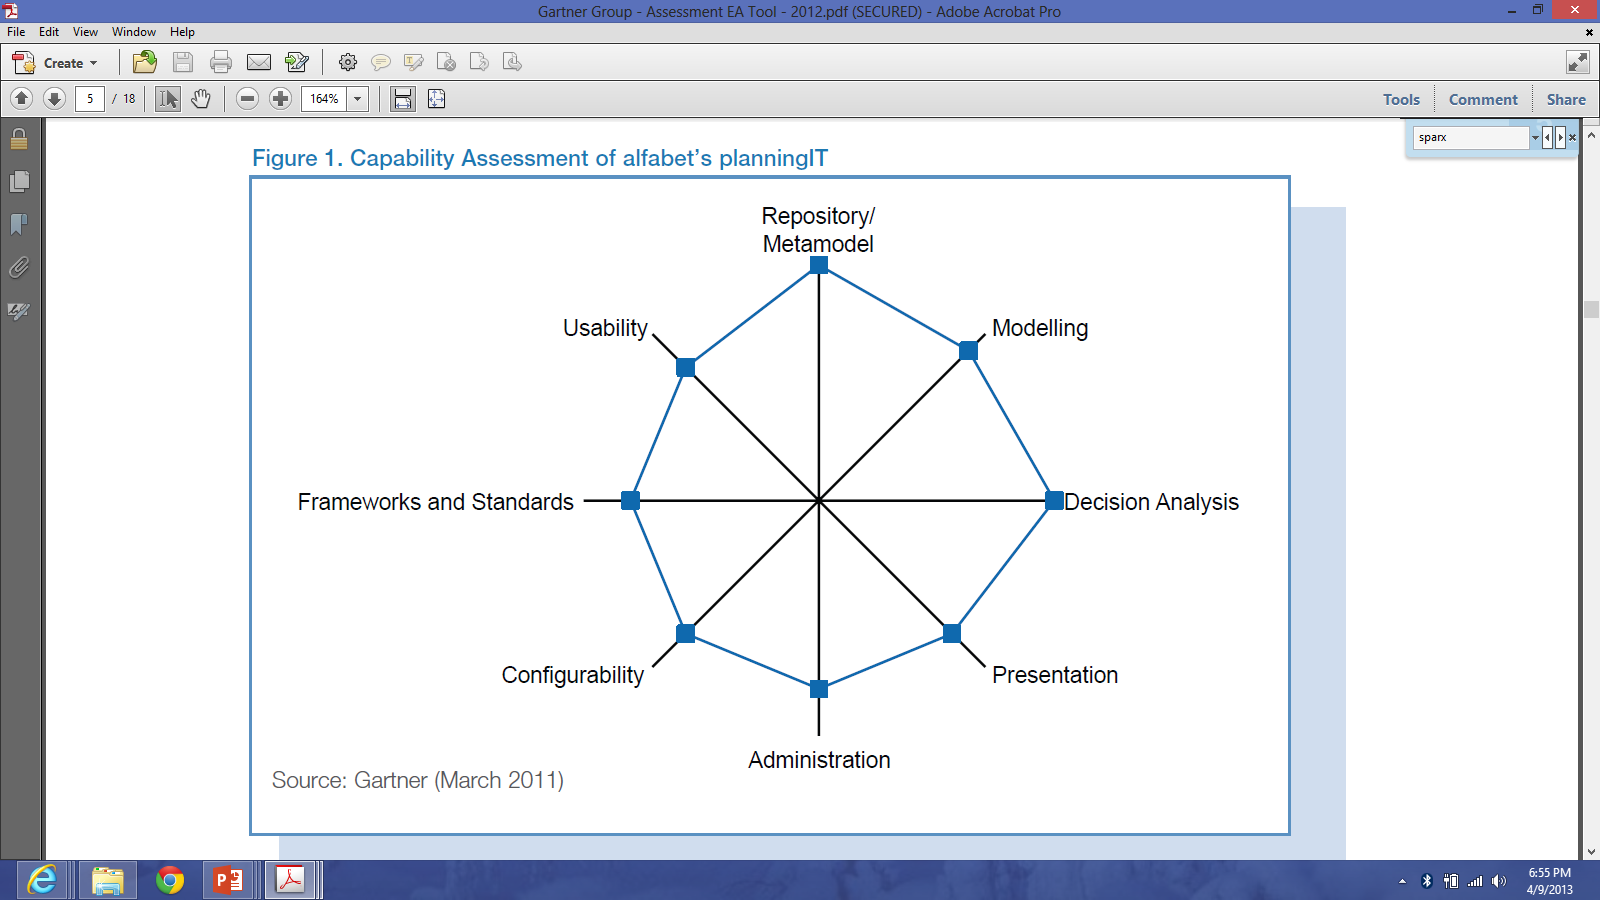 Gartner Group - Assessment EA Tool - 2012.pdf (SECURED) - Adobe Acrobat Pro
File Edit View Window Help
Create
5 / 18 164% Tools Comment Share
sparx
Figure 1. Capability Assessment of alfabet's planningIT
Repository/
Metamodel
Usability Modelling
Frameworks and Standards Decision Analysis
Configurability Presentation
Administration
Source: Gartner (March 2011)
6:55 PM
4/9/2013